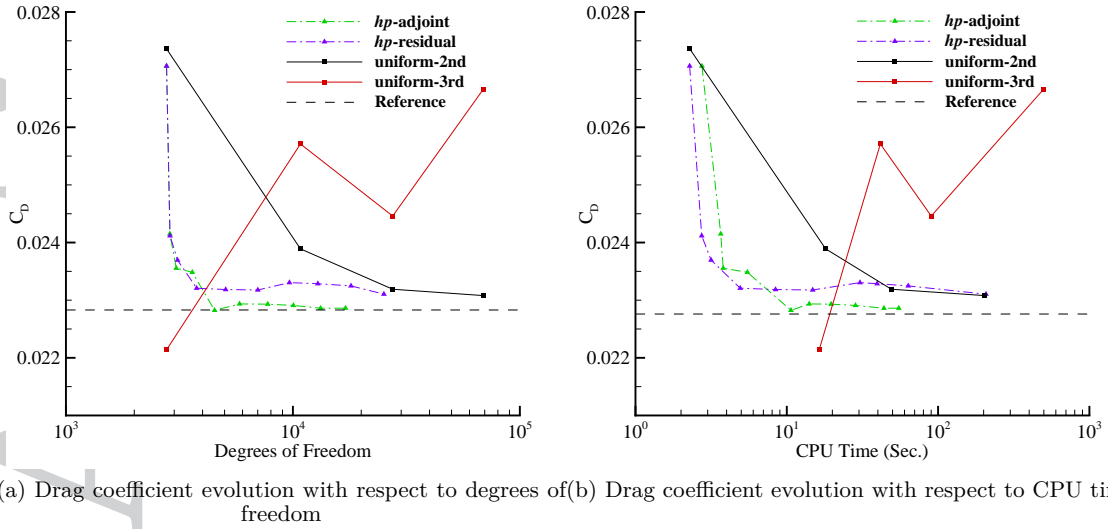 0.028
0.026
0.024
0.022
C_D
10^3
10^4
10^5
Degrees of Freedom
hp-adjoint
hp-residual
uniform-2nd
uniform-3rd
Reference
0.028
0.026
0.024
0.022
C_D
10^0
10^1
10^2
10^3
CPU Time (Sec.)
hp-adjoint
hp-residual
uniform-2nd
uniform-3rd
Reference
(a) Drag coefficient evolution with respect to degrees of
freedom
(b) Drag coefficient evolution with respect to CPU